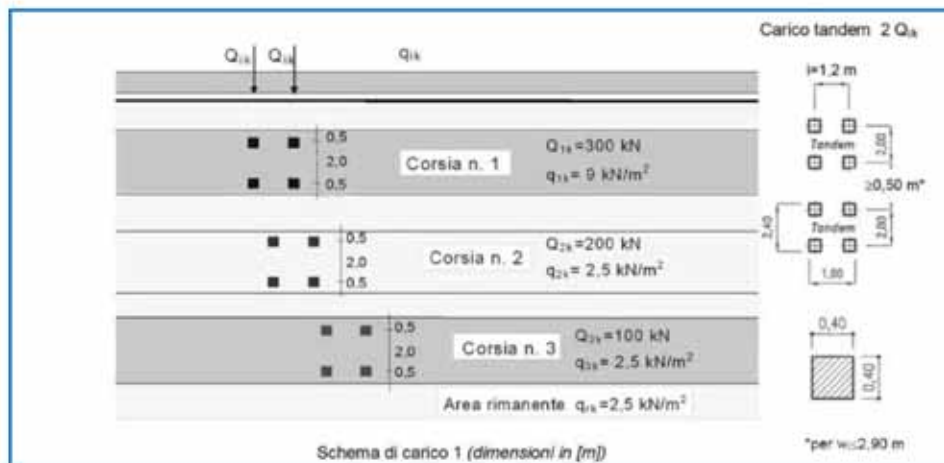 Carico tandem 2 Qik
Qik Qik qik
i=1,2 m
0,5
2,0
0,5
Corsia n. 1
Q1k=300 kN
q1k= 9 kN/m²
Tandem
2,00
≥0,50 m*
0,5
2,0
0,5
Corsia n. 2
Q2k=200 kN
q2k= 2,5 kN/m²
2,40
Tandem
2,00
0,5
2,0
0,5
Corsia n. 3
Q3k=100 kN
q3k= 2,5 kN/m²
0,40
0,40
Area rimanente qrk=2,5 kN/m²
Schema di carico 1 (dimensioni in [m])
*per wl≤2,90 m